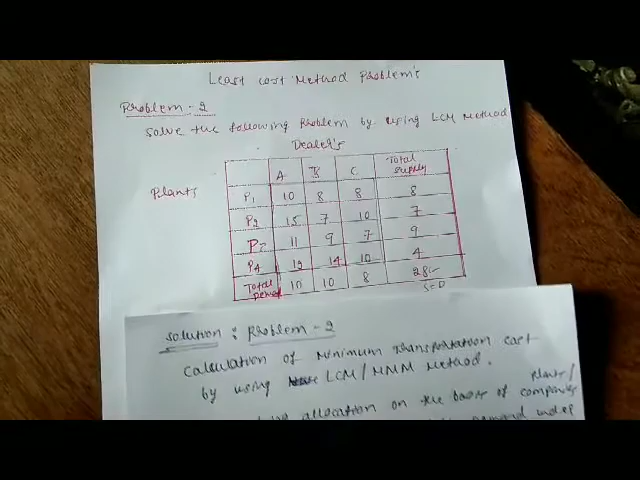 Least cost Method Problem's
Problem-2
Solve the following Problem by using LCM Method
Dealer's
Plants
A B C Total Supply
P1 10 8 8 8
P2 15 7 10 7
P3 11 9 7 9
P4 12 14 10 4
Total 10 10 8 28
S=D
Solution : Problem-2
Calculation of Minimum Transportation cost
by using LCM/MMM Method.
Plants/
allocation on the basis of